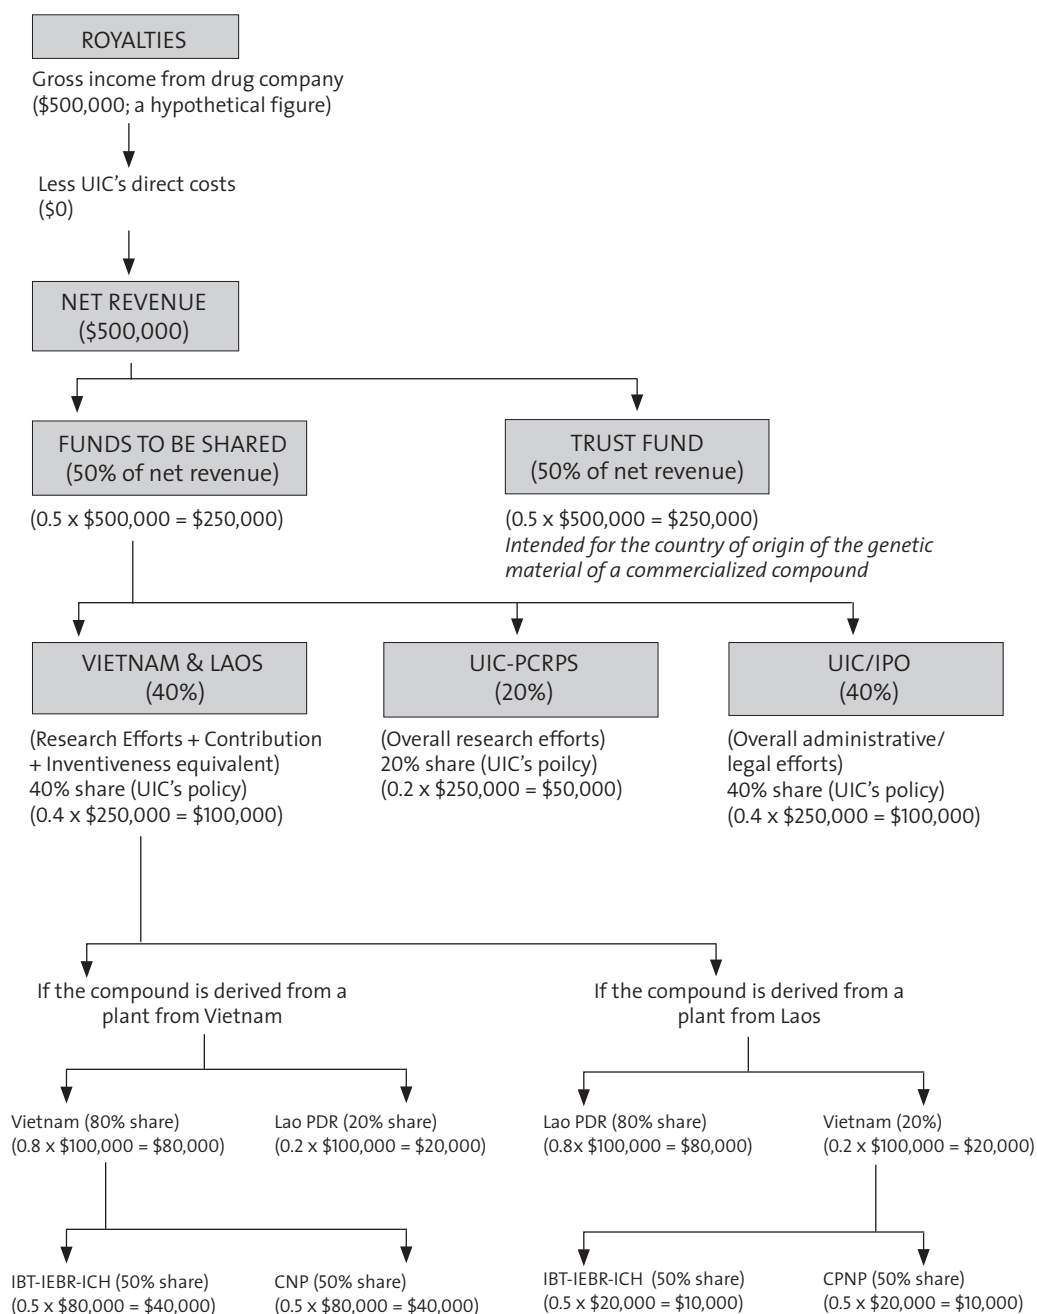 ROYALTIES
Gross income from drug company
($500,000; a hypothetical figure)
Less UIC’s direct costs
($0)
NET REVENUE
($500,000)
FUNDS TO BE SHARED
(50% of net revenue)
(0.5 x $500,000 = $250,000)
TRUST FUND
(50% of net revenue)
(0.5 x $500,000 = $250,000)
Intended for the country of origin of the genetic
material of a commercialized compound
VIETNAM & LAOS
(40%)
(Research Efforts + Contribution
+ Inventiveness equivalent)
40% share (UIC’s policy)
(0.4 x $250,000 = $100,000)
UIC-PCRPS
(20%)
(Overall research efforts)
20% share (UIC’s poilcy)
(0.2 x $250,000 = $50,000)
UIC/IPO
(40%)
(Overall administrative/
legal efforts)
40% share (UIC’s policy)
(0.4 x $250,000 = $100,000)
If the compound is derived from a
plant from Vietnam
If the compound is derived from a
plant from Laos
Vietnam (80% share)
(0.8 x $100,000 = $80,000)
Lao PDR (20% share)
(0.2 x $100,000 = $20,000)
Lao PDR (80% share)
(0.8x $100,000 = $80,000)
Vietnam (20%)
(0.2 x $100,000 = $20,000)
IBT-IEBR-ICH (50% share)
(0.5 x $80,000 = $40,000)
CNP (50% share)
(0.5 x $80,000 = $40,000)
IBT-IEBR-ICH (50% share)
(0.5 x $20,000 = $10,000)
CPNP (50% share)
(0.5 x $20,000 = $10,000)